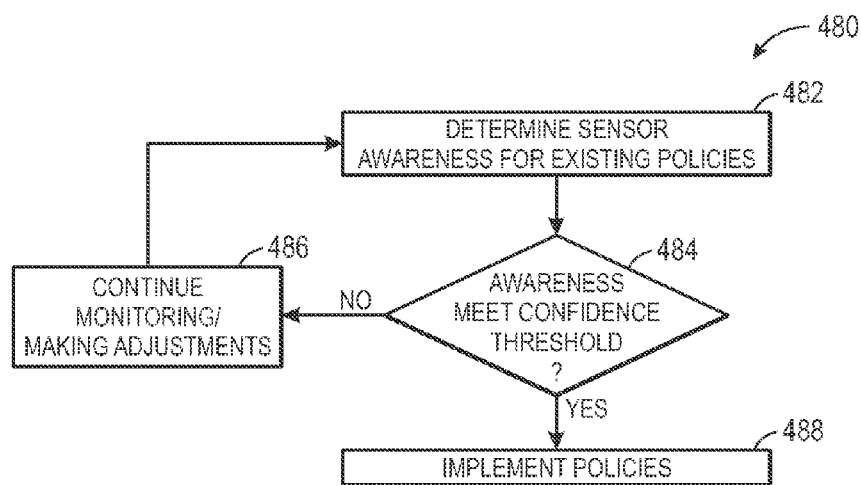 480
482
DETERMINE SENSOR
AWARENESS FOR EXISTING POLICIES
486
CONTINUE
MONITORING/
MAKING ADJUSTMENTS
NO
484
AWARENESS
MEET CONFIDENCE
THRESHOLD
?
YES
488
IMPLEMENT POLICIES